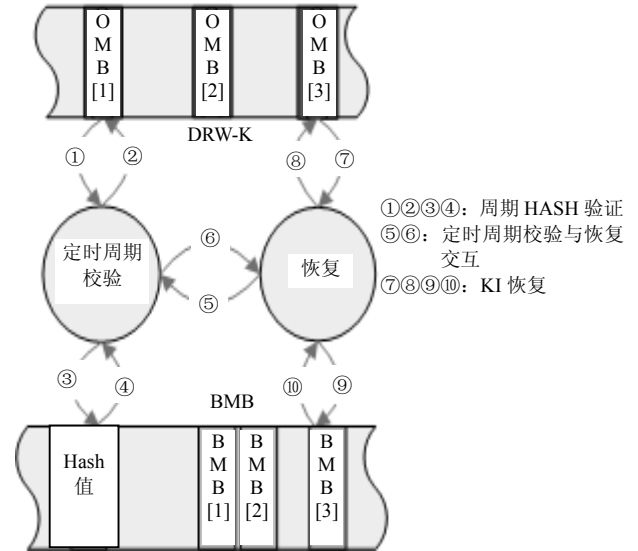 O M B [1]
O M B [2]
O M B [3]
DRW-K
① ② ⑧ ⑦
定时周期
校验
⑥
⑤
恢复
①②③④：周期 HASH 验证
⑤⑥：定时周期校验与恢复
交互
⑦⑧⑨⑩：KI 恢复
③ ④ ⑩ ⑨
BMB
Hash
值
B M B [1]
B M B [2]
B M B [3]